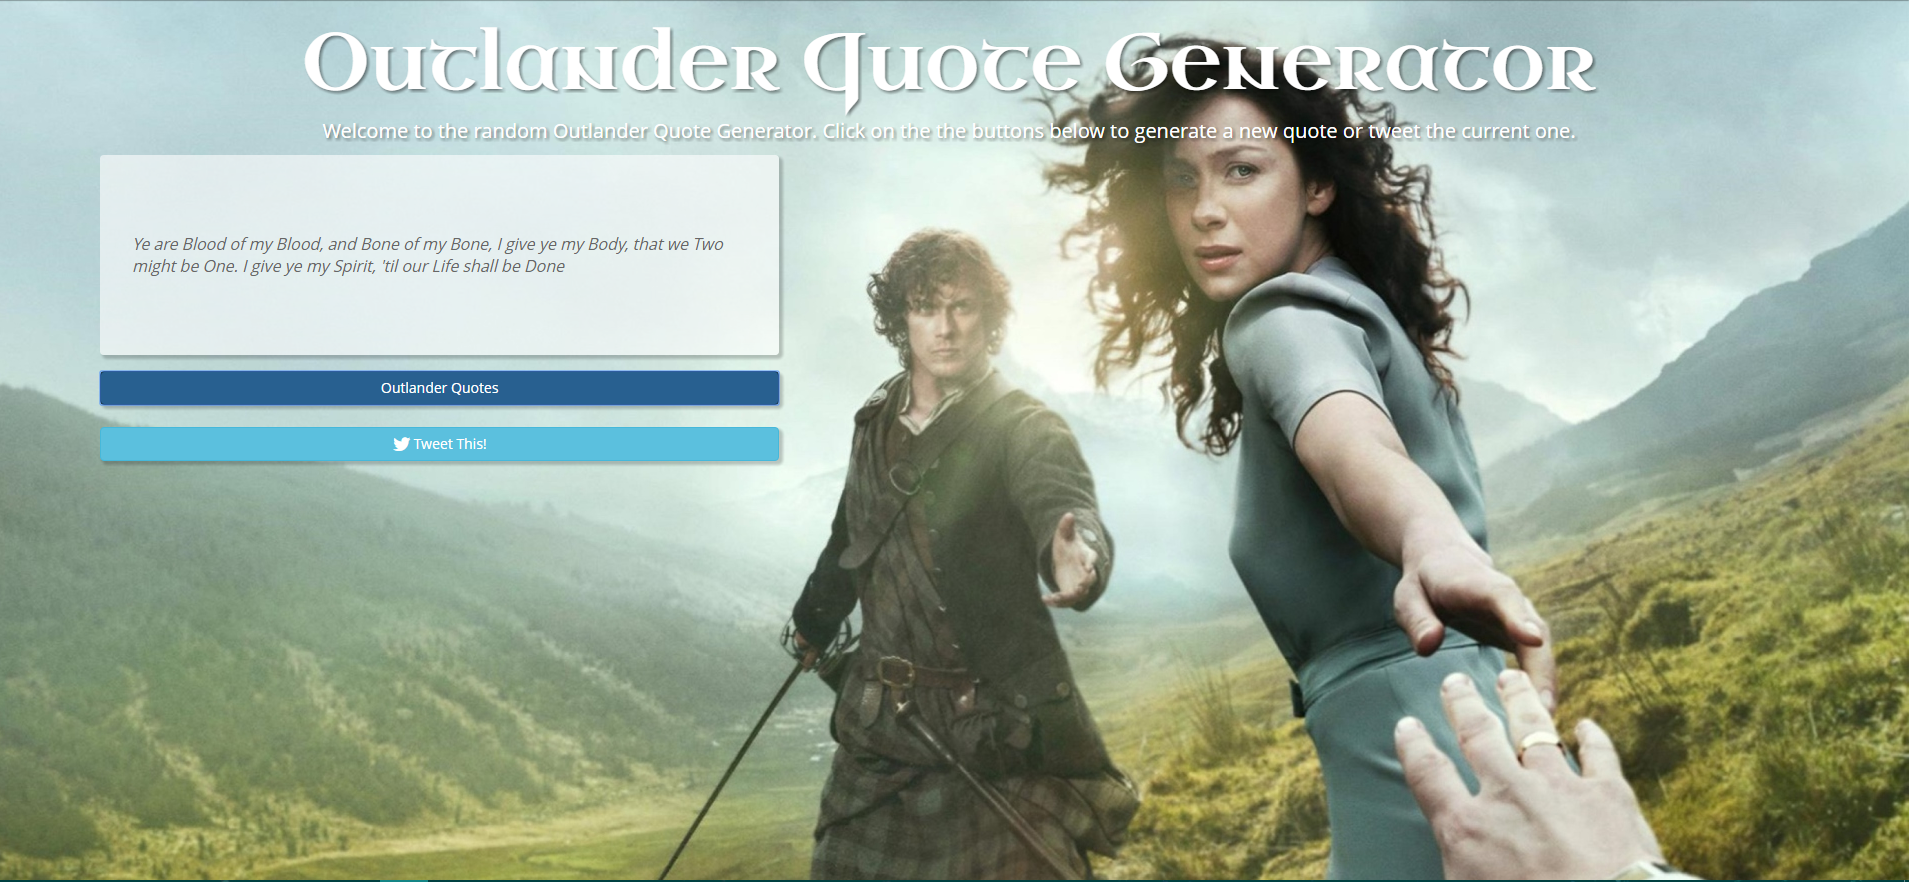 Outlander Quote Generator
Welcome to the random Outlander Quote Generator. Click on the the buttons below to generate a new quote or tweet the current one.
Ye are Blood of my Blood, and Bone of my Bone, I give ye my Body, that we Two
might be One. I give ye my Spirit, 'til our Life shall be Done
Outlander Quotes
Tweet This!